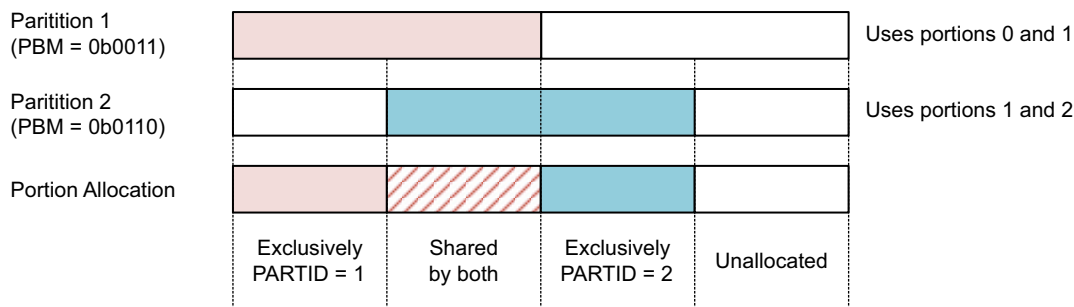 Paritition 1
(PBM = 0b0011)
Uses portions 0 and 1
Paritition 2
(PBM = 0b0110)
Uses portions 1 and 2
Portion Allocation
Exclusively
PARTID = 1
Shared
by both
Exclusively
PARTID = 2
Unallocated